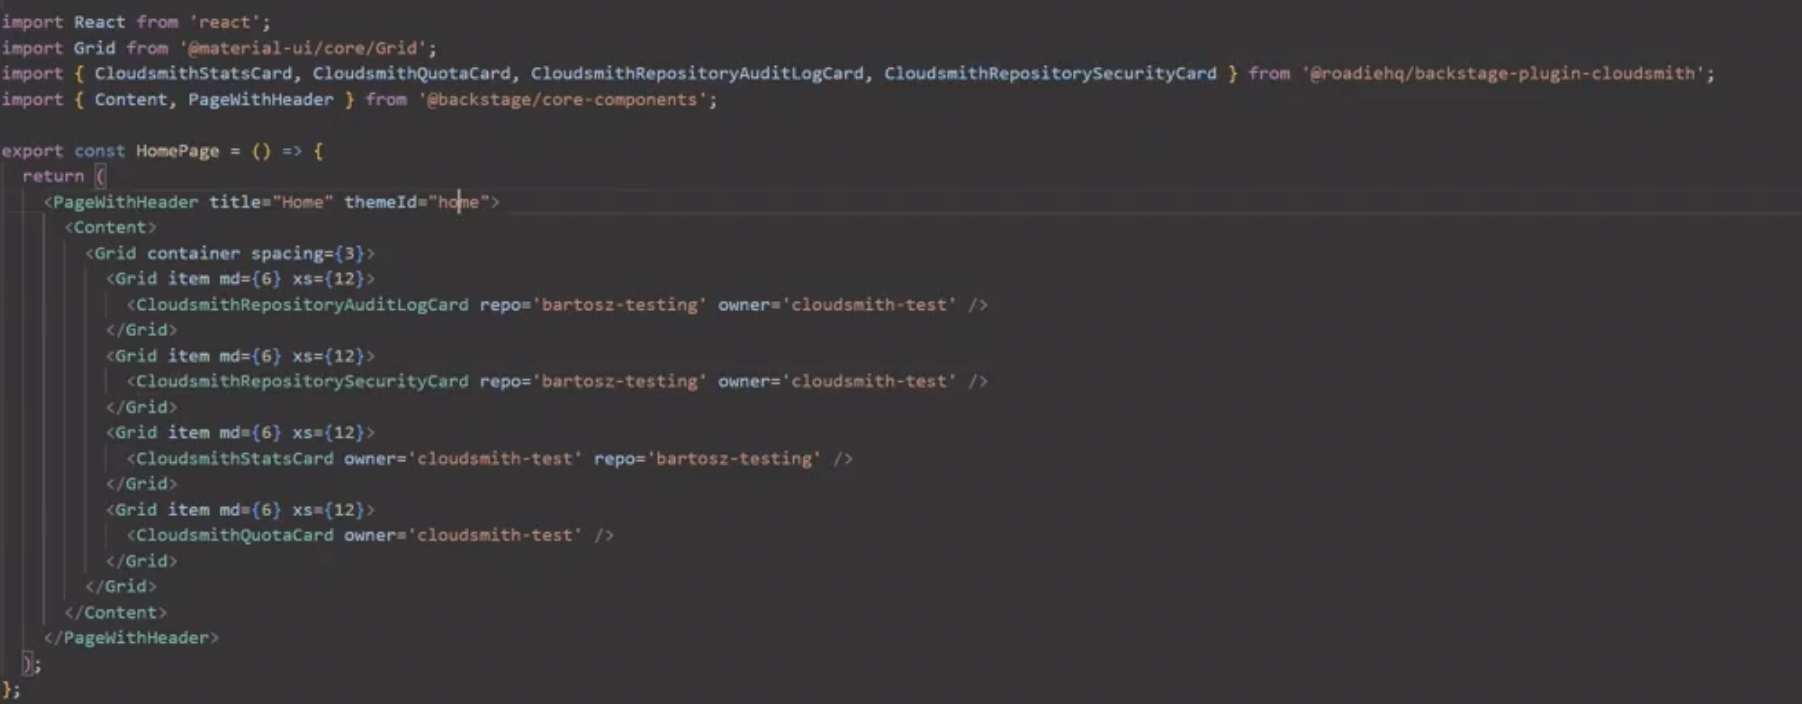 import React from 'react';
import Grid from '@material-ui/core/Grid';
import { CloudsmithStatsCard, CloudsmithQuotaCard, CloudsmithRepositoryAuditLogCard, CloudsmithRepositorySecurityCard } from '@roadiehq/backstage-plugin-cloudsmith';
import { Content, PageWithHeader } from '@backstage/core-components';

export const HomePage = () => {
  return (
    <PageWithHeader title="Home" themeId="home">
      <Content>
        <Grid container spacing={3}>
          <Grid item md={6} xs={12}>
            <CloudsmithRepositoryAuditLogCard repo='bartosz-testing' owner='cloudsmith-test' />
          </Grid>
          <Grid item md={6} xs={12}>
            <CloudsmithRepositorySecurityCard repo='bartosz-testing' owner='cloudsmith-test' />
          </Grid>
          <Grid item md={6} xs={12}>
            <CloudsmithStatsCard owner='cloudsmith-test' repo='bartosz-testing' />
          </Grid>
          <Grid item md={6} xs={12}>
            <CloudsmithQuotaCard owner='cloudsmith-test' />
          </Grid>
        </Grid>
      </Content>
    </PageWithHeader>
  );
};